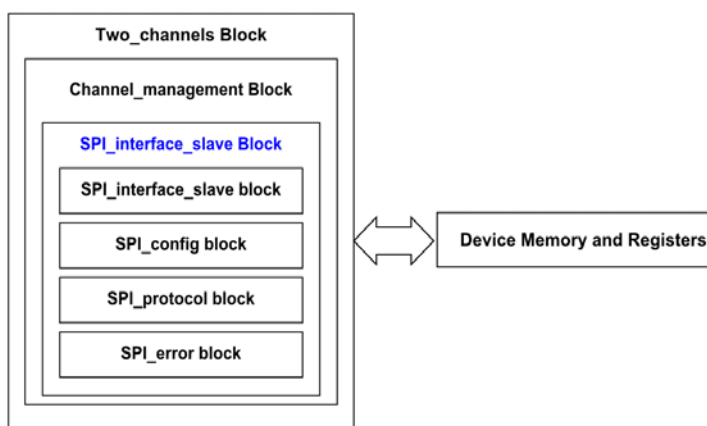 Two_channels Block
Channel_management Block
SPI_interface_slave Block
SPI_interface_slave block
SPI_config block
SPI_protocol block
SPI_error block
Device Memory and Registers